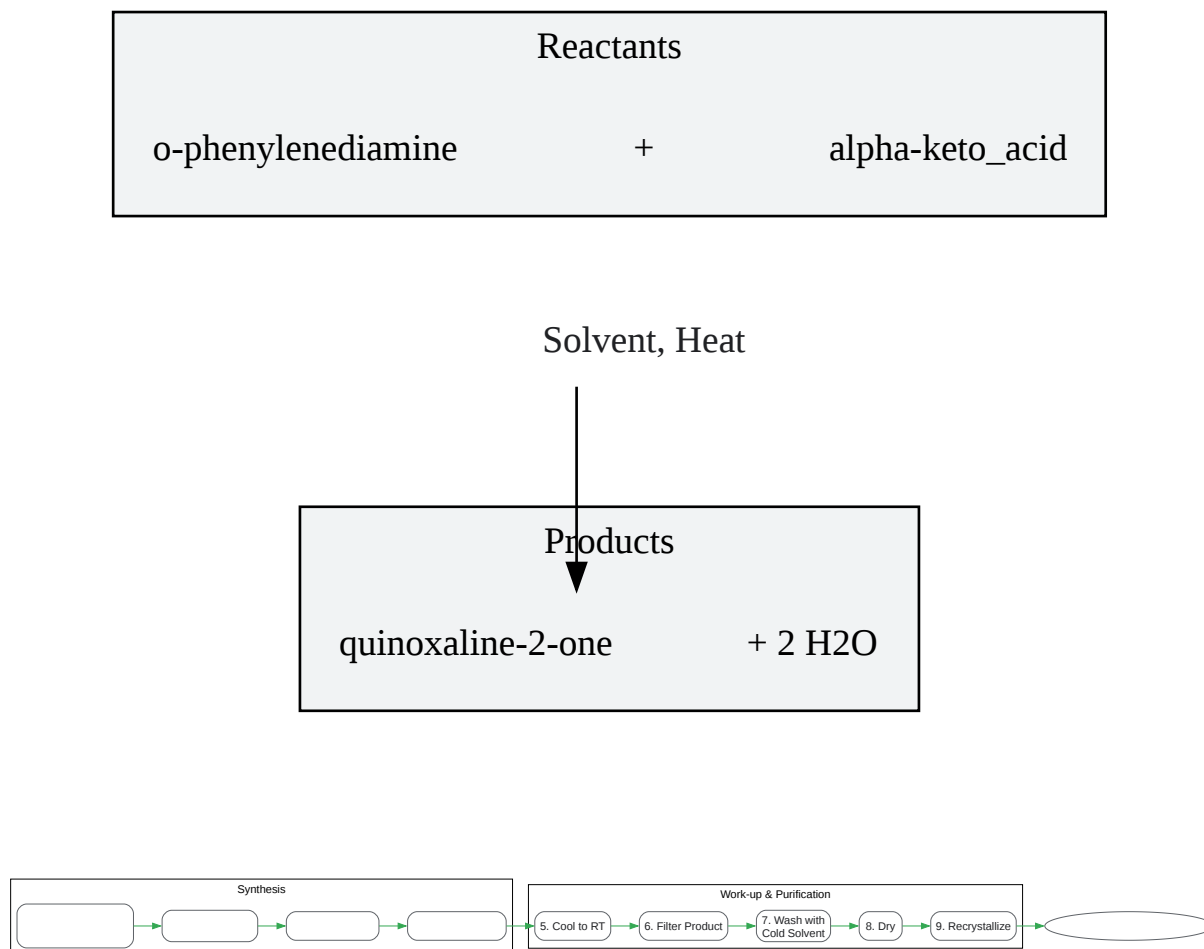 Reactants
o-phenylenediamine + alpha-keto_acid
Solvent, Heat
Products
quinoxaline-2-one + 2 H2O
Synthesis
Work-up & Purification
5. Cool to RT
6. Filter Product
7. Wash with
Cold Solvent
8. Dry
9. Recrystallize